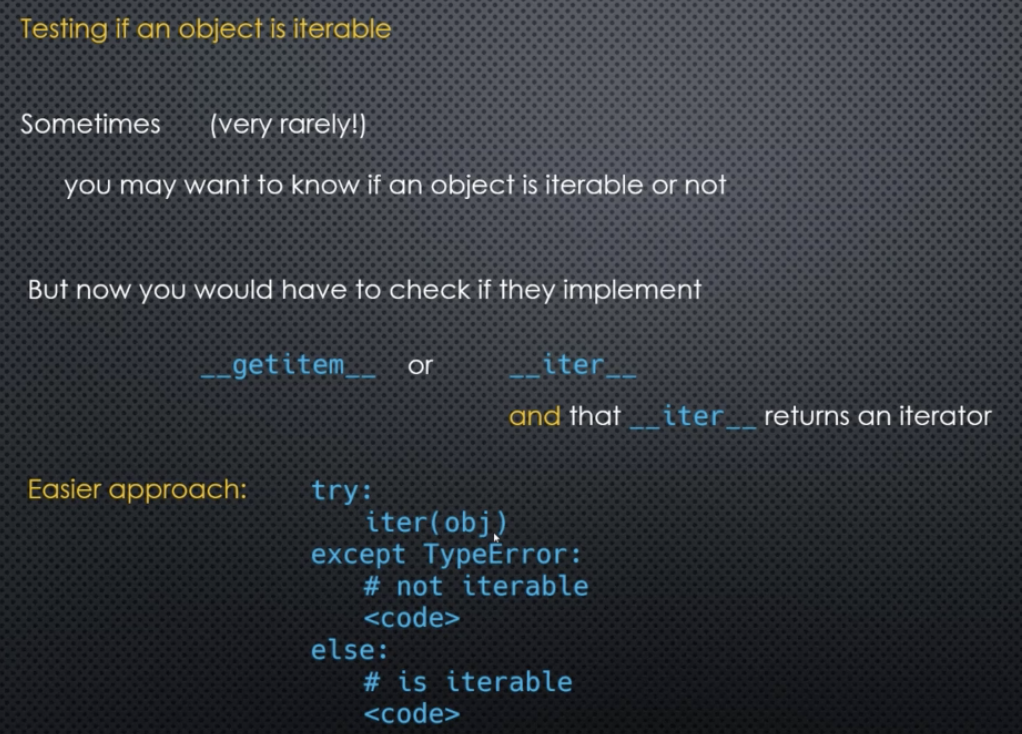 Testing if an object is iterable
Sometimes (very rarely!)
you may want to know if an object is iterable or not
But now you would have to check if they implement
__getitem__ or __iter__
and that __iter__ returns an iterator
Easier approach: try:
iter(obj)
except TypeError:
# not iterable
<code>
else:
# is iterable
<code>